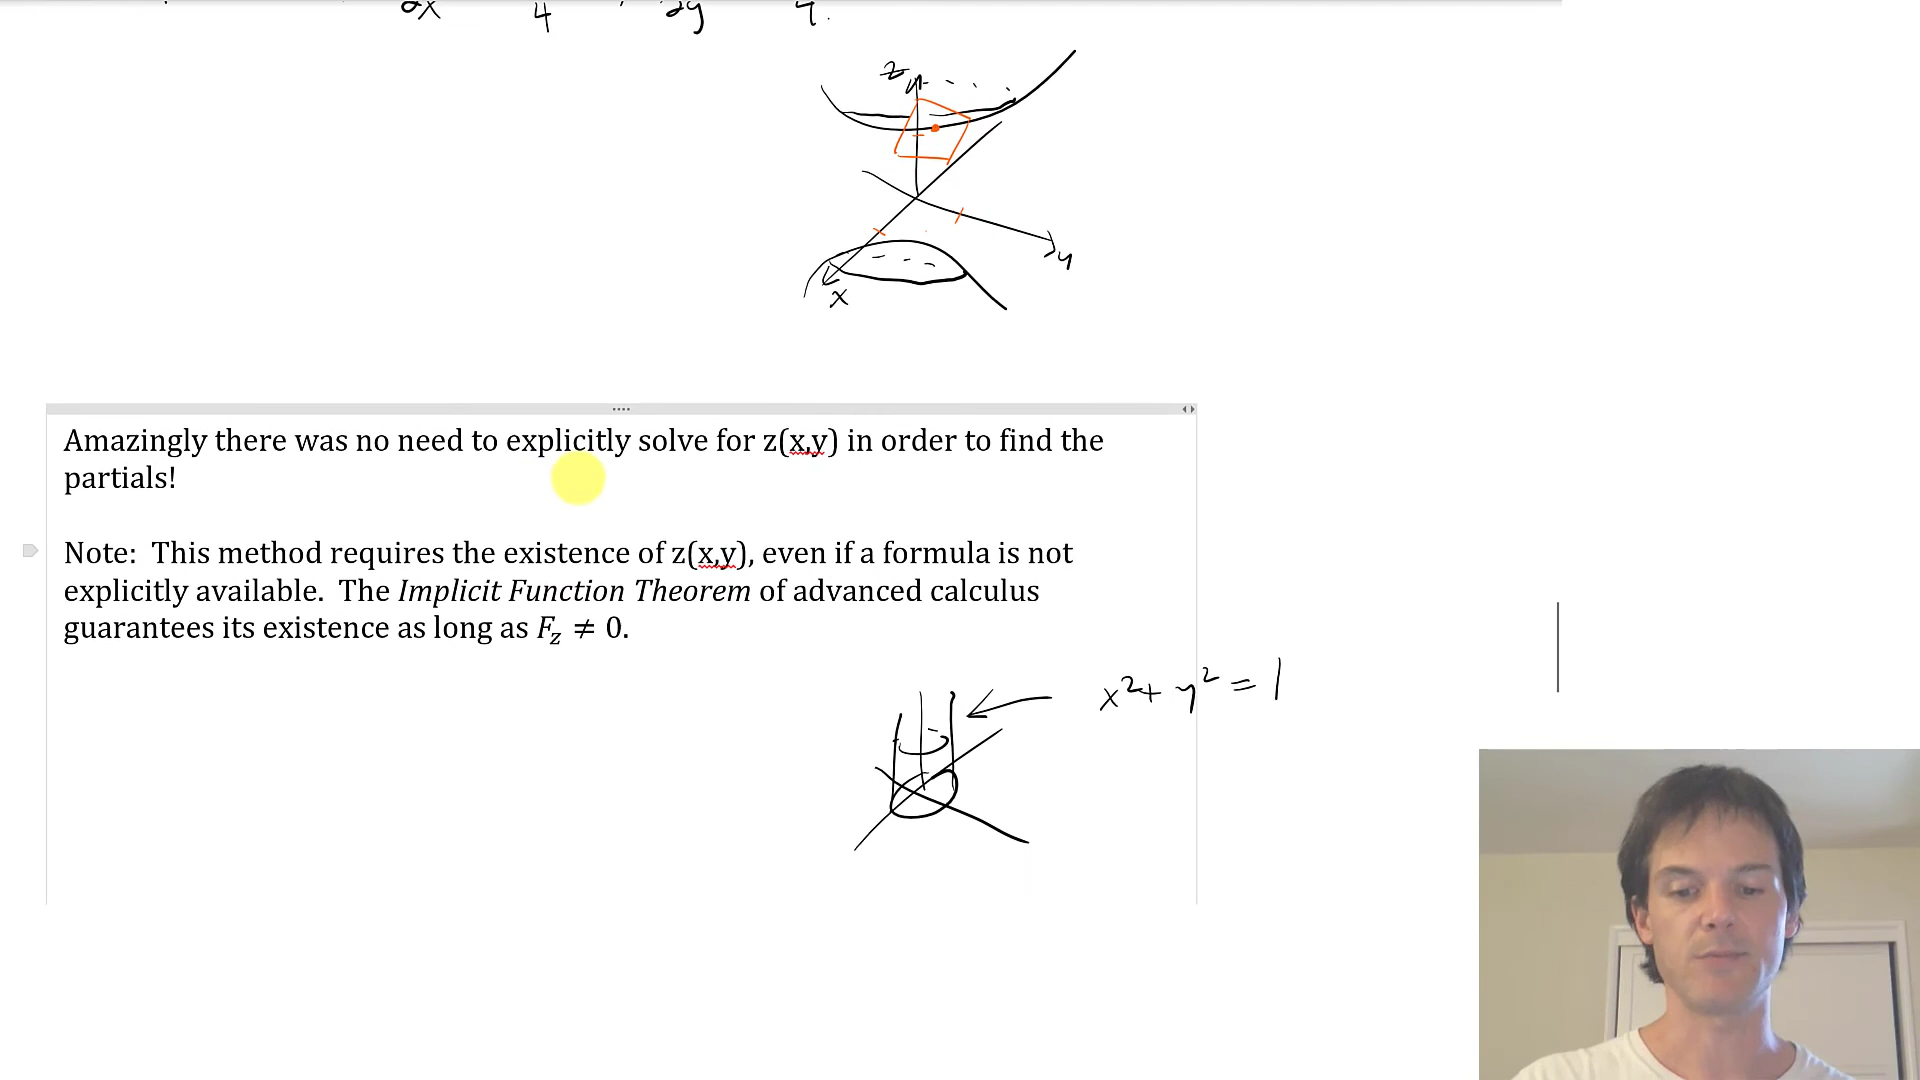 ∂x 4 , ∂y 4.
z
y
x
Amazingly there was no need to explicitly solve for z(x,y) in order to find the
partials!
Note: This method requires the existence of z(x,y), even if a formula is not
explicitly available. The Implicit Function Theorem of advanced calculus
guarantees its existence as long as F_z ≠ 0.
x² + y² = 1